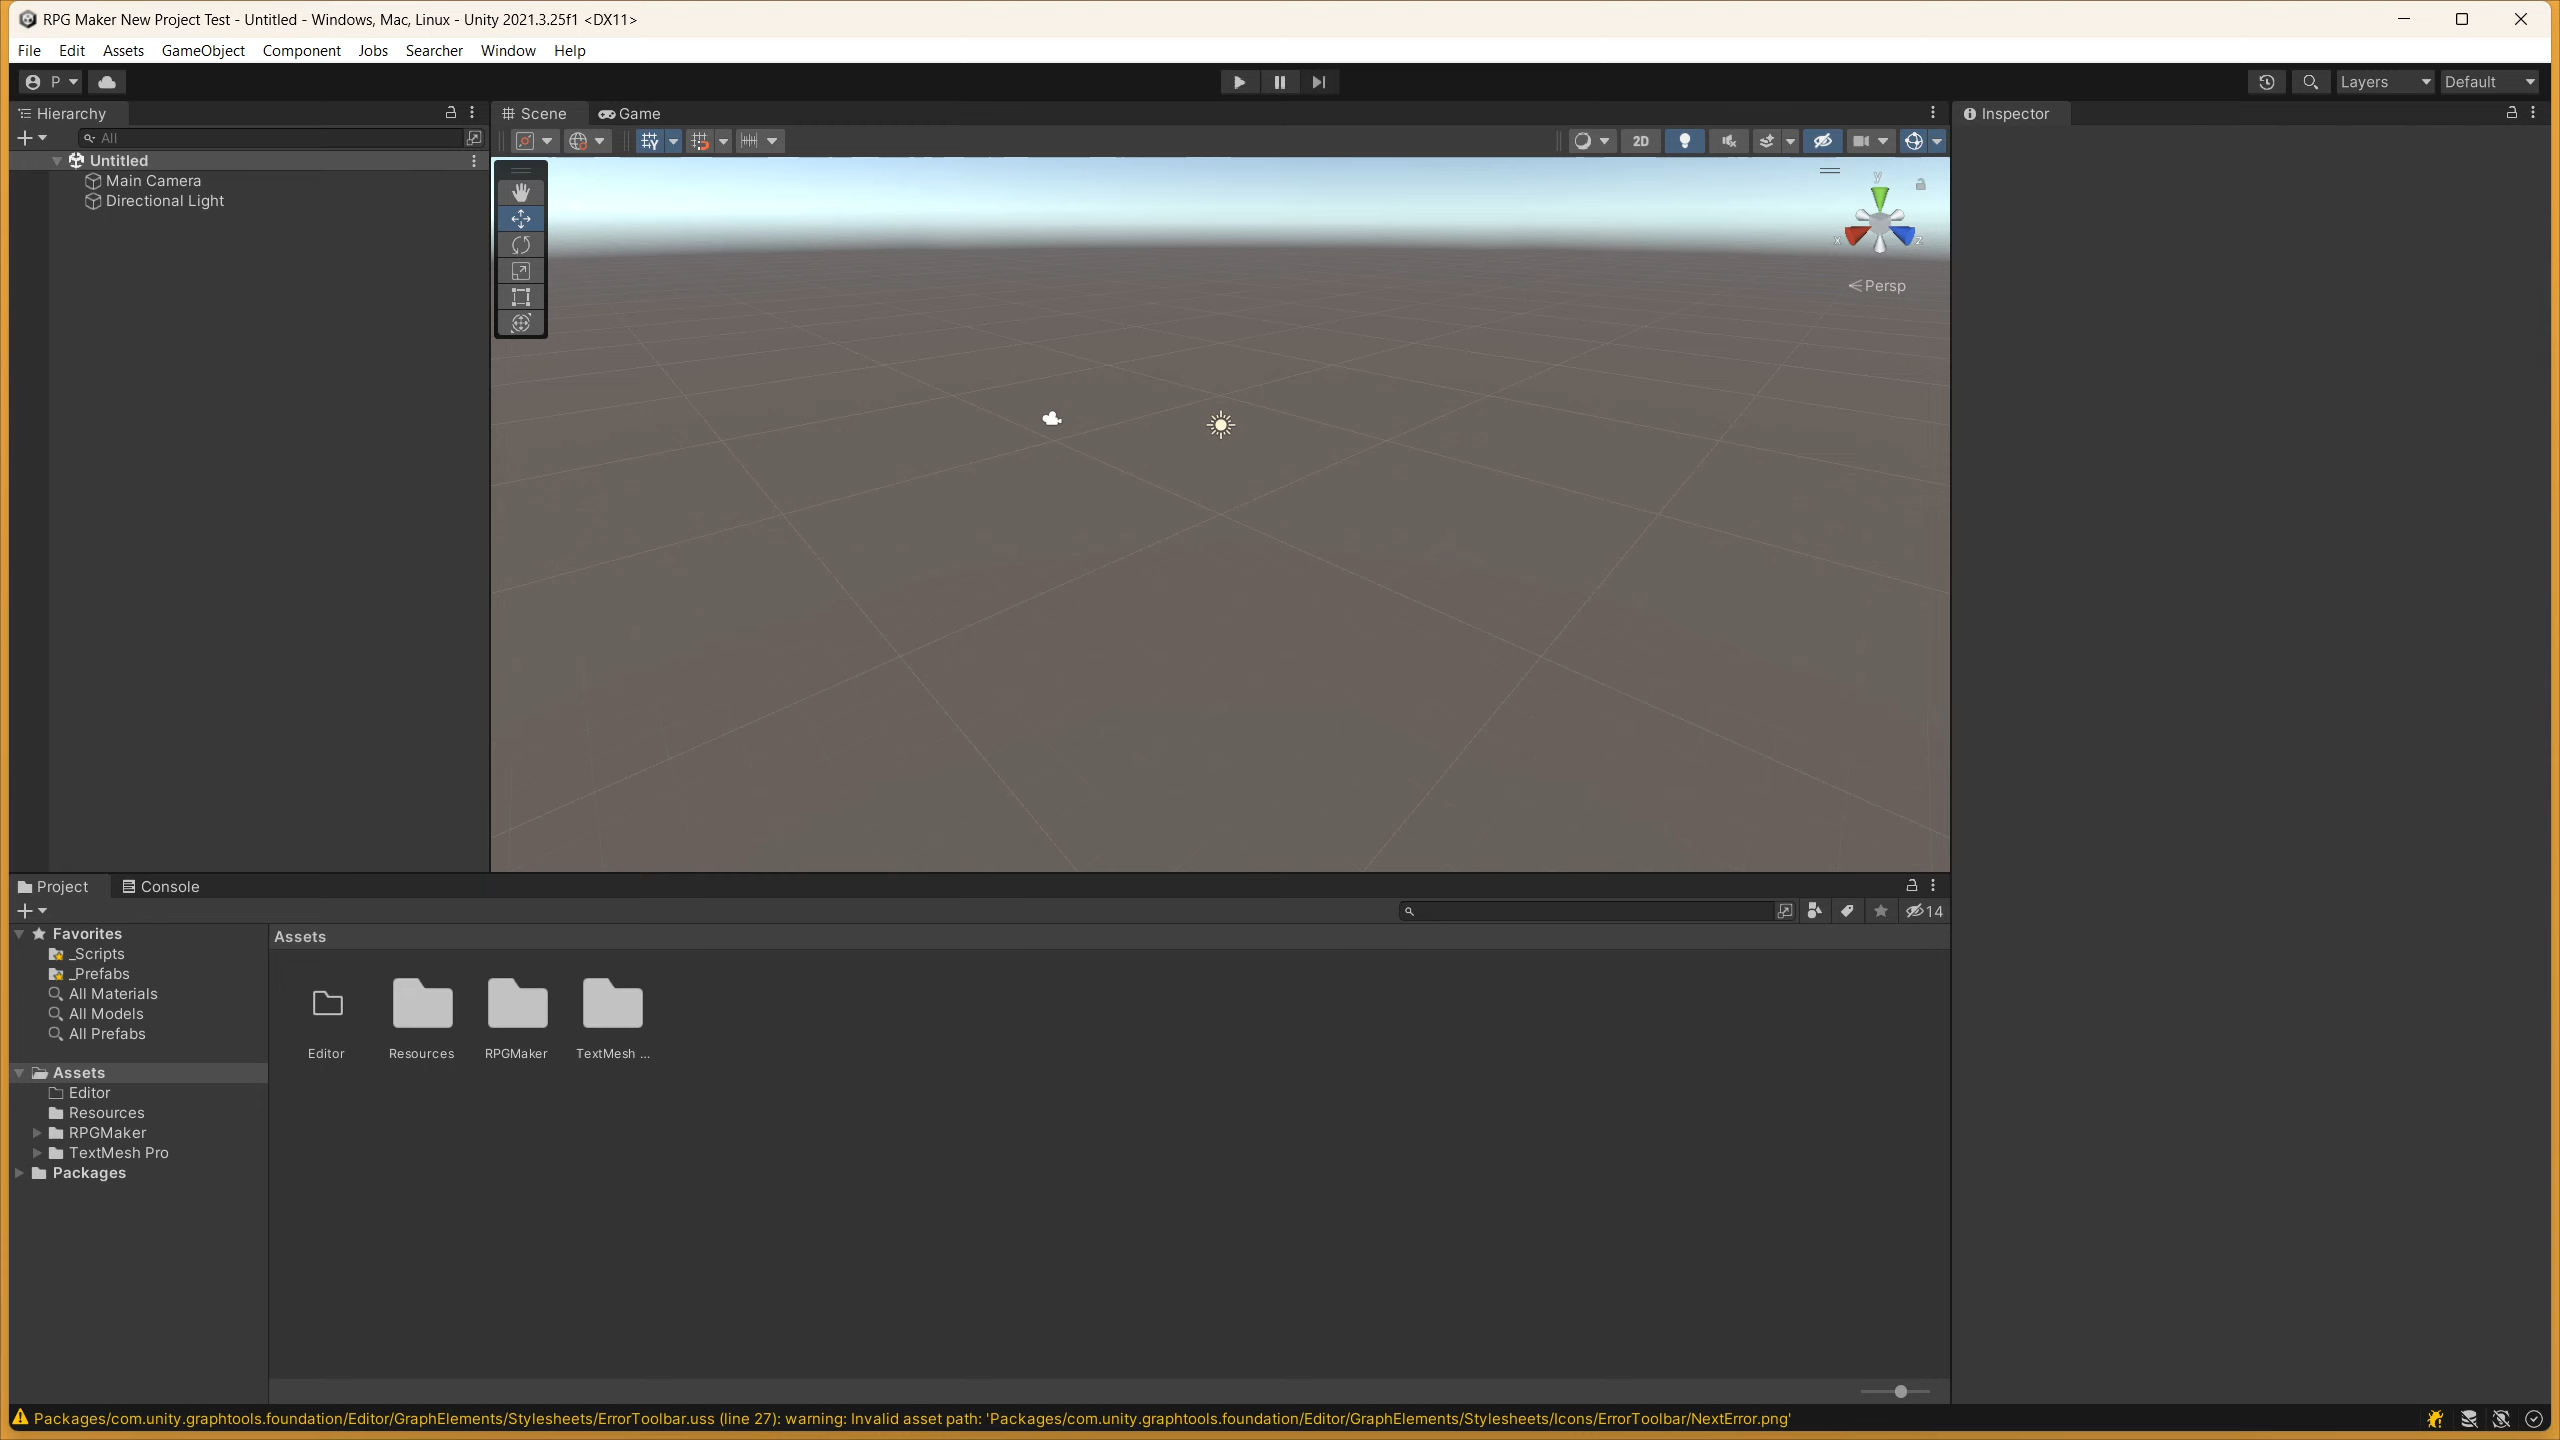 RPG Maker New Project Test - Untitled - Windows, Mac, Linux - Unity 2021.3.25f1 <DX11>
File Edit Assets GameObject Component Jobs Searcher Window Help
P
Layers
Default
Hierarchy
All
Untitled
Main Camera
Directional Light
Scene
Game
2D
y
x
z
Persp
Inspector
Project
Console
14
Favorites
_Scripts
_Prefabs
All Materials
All Models
All Prefabs
Assets
Editor
Resources
RPGMaker
TextMesh Pro
Packages
Assets
Editor
Resources
RPGMaker
TextMesh ...
Packages/com.unity.graphtools.foundation/Editor/GraphElements/Stylesheets/ErrorToolbar.uss (line 27): warning: Invalid asset path: 'Packages/com.unity.graphtools.foundation/Editor/GraphElements/Stylesheets/Icons/ErrorToolbar/NextError.png'